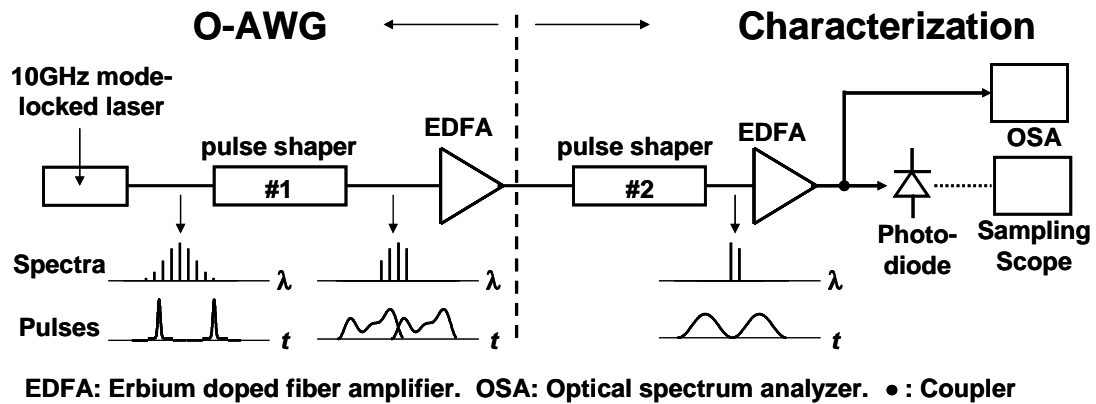 O-AWG
Characterization
10GHz mode-
locked laser
pulse shaper
#1
EDFA
pulse shaper
#2
EDFA
OSA
Photo-
diode
Sampling
Scope
Spectra
λ
λ
λ
Pulses
t
t
t
EDFA: Erbium doped fiber amplifier. OSA: Optical spectrum analyzer. ● : Coupler